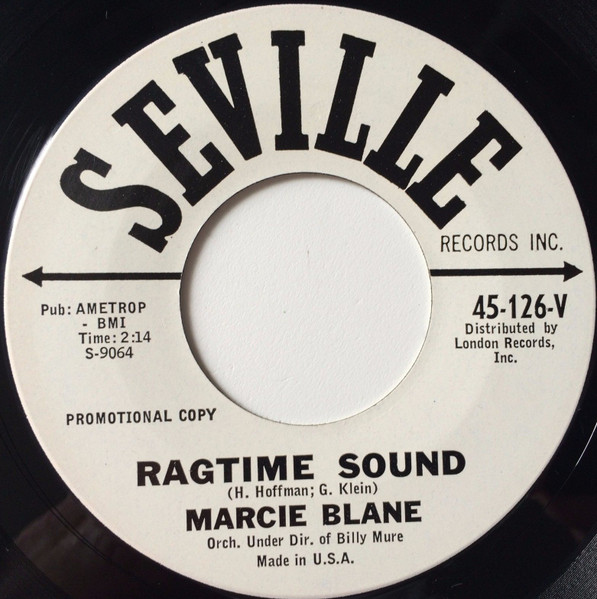 SEVILLE
RECORDS INC.
Pub: AMETROP
- BMI
Time: 2:14
S-9064
45-126-V
Distributed by
London Records,
Inc.
PROMOTIONAL COPY
RAGTIME SOUND
(H. Hoffman; G. Klein)
MARCIE BLANE
Orch. Under Dir. of Billy Mure
Made in U.S.A.